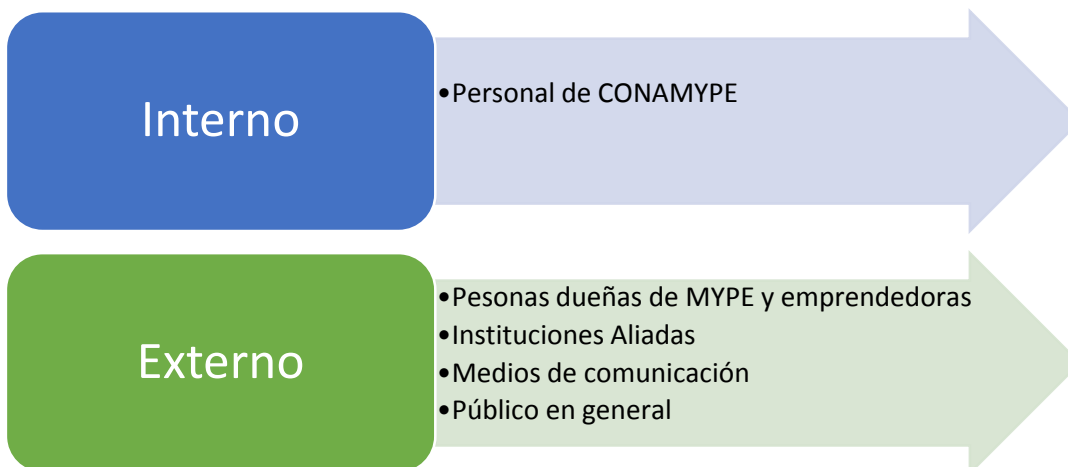 Interno
•Personal de CONAMYPE
Externo
•Pesonas dueñas de MYPE y emprendedoras
•Instituciones Aliadas
•Medios de comunicación
•Público en general